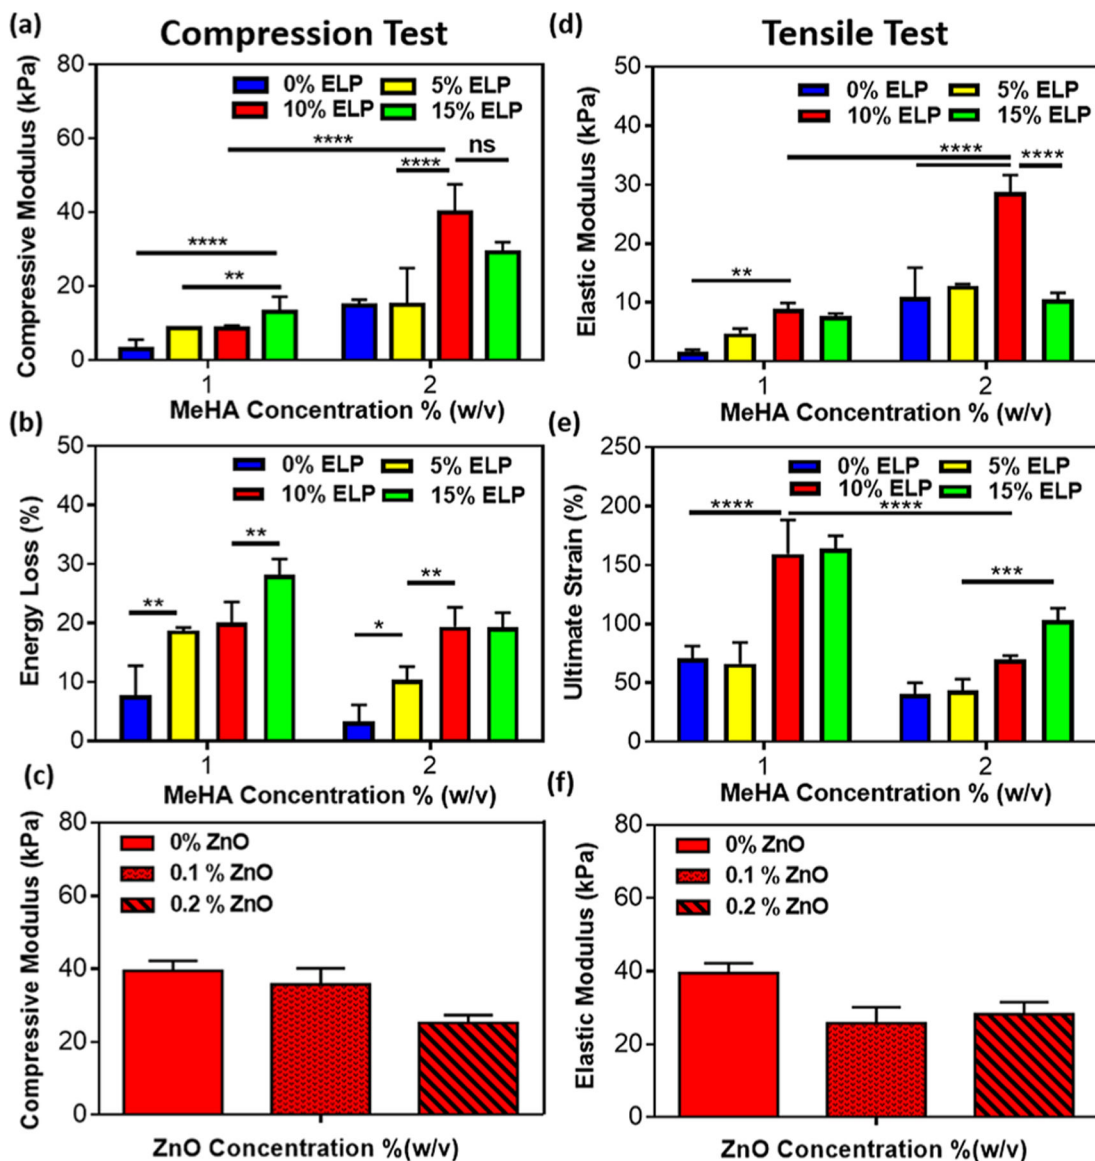 (a) Compression Test
Compressive Modulus (kPa)
80
60
40
20
0
0% ELP 5% ELP
10% ELP 15% ELP
**** ns
****
****
**
1 2
MeHA Concentration % (w/v)
(d) Tensile Test
Elastic Modulus (kPa)
50
40
30
20
10
0
0% ELP 5% ELP
10% ELP 15% ELP
**** ****
**
1 2
MeHA Concentration % (w/v)
(b)
Energy Loss (%)
50
40
30
20
10
0
0% ELP 5% ELP
10% ELP 15% ELP
**
** **
*
1 2
MeHA Concentration % (w/v)
(e)
Ultimate Strain (%)
250
200
150
100
50
0
0% ELP 5% ELP
10% ELP 15% ELP
**** ****
***
1 2
MeHA Concentration % (w/v)
(c)
Compressive Modulus (kPa)
80
60
40
20
0
0% ZnO
0.1 % ZnO
0.2 % ZnO
ZnO Concentration %(w/v)
(f)
Elastic Modulus (kPa)
80
60
40
20
0
0% ZnO
0.1 % ZnO
0.2 % ZnO
ZnO Concentration %(w/v)